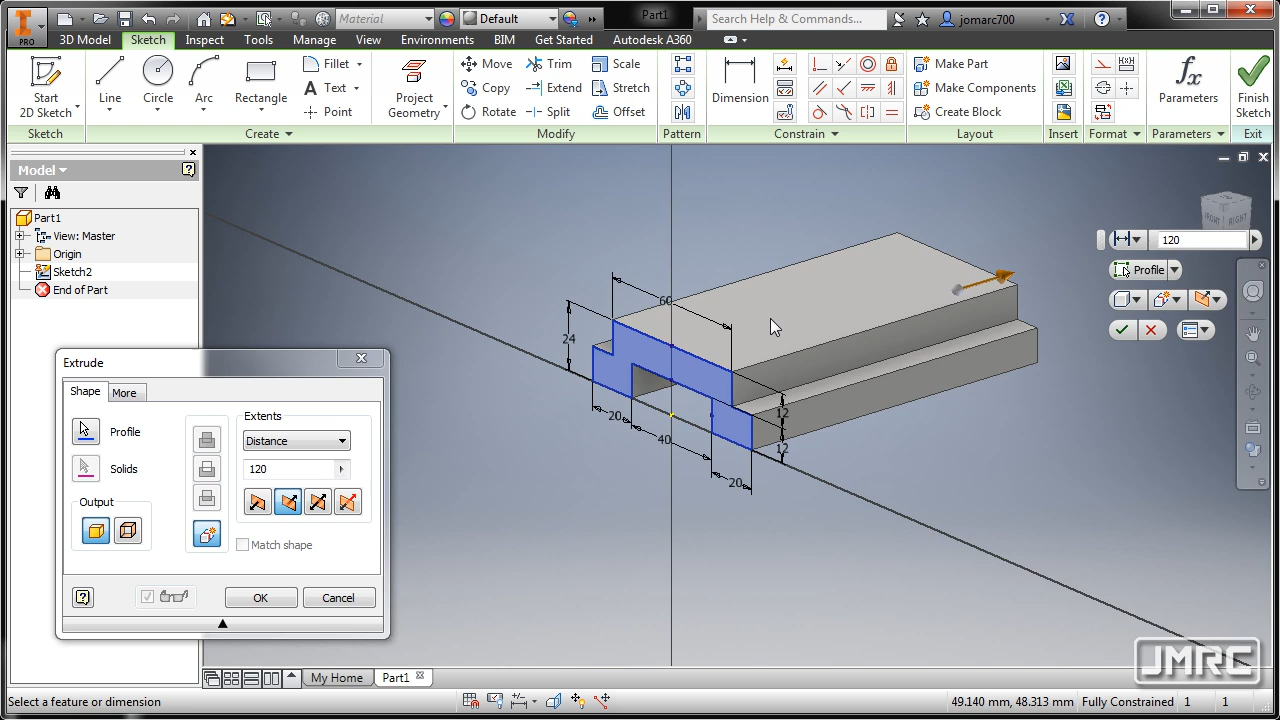 PRO
Material
Default
Part1
Search Help & Commands...
jomarc700
3D Model
Sketch
Inspect
Tools
Manage
View
Environments
BIM
Get Started
Autodesk A360
Start 2D Sketch
Line
Circle
Arc
Rectangle
Fillet
Text
Point
Project Geometry
Move
Copy
Rotate
Trim
Extend
Split
Scale
Stretch
Offset
Dimension
Make Part
Make Components
Create Block
Parameters
Finish Sketch
Sketch
Create
Modify
Pattern
Constrain
Layout
Insert
Format
Parameters
Exit
Model
Part1
View: Master
Origin
Sketch2
End of Part
FRONT
RIGHT
120
Profile
60
24
20
40
20
12
12
Extrude
Shape
More
Profile
Solids
Output
Extents
Distance
120
Match shape
OK
Cancel
My Home
Part1
JMRC
Select a feature or dimension
49.140 mm, 48.313 mm
Fully Constrained
1
1